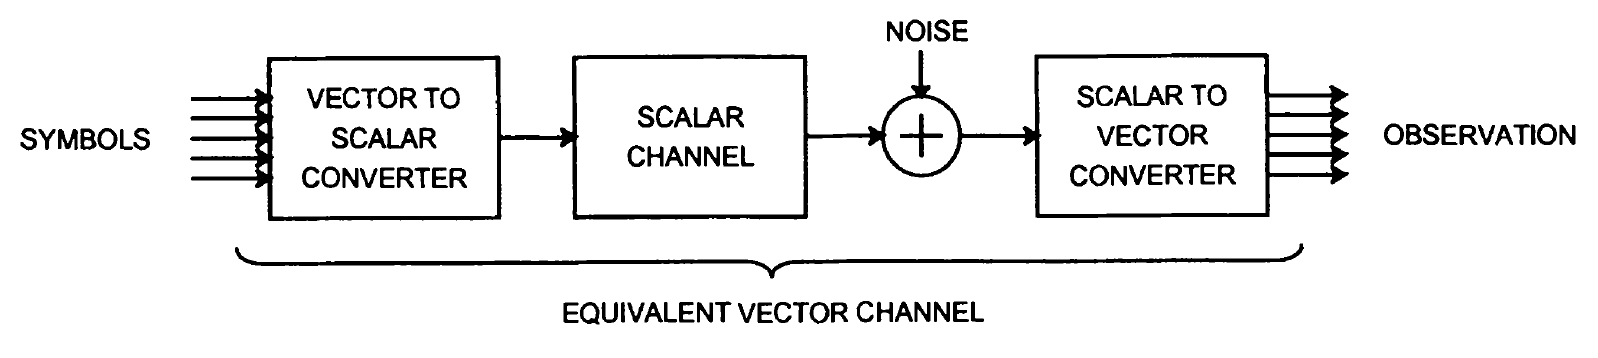 NOISE
SYMBOLS
VECTOR TO
SCALAR
CONVERTER
SCALAR
CHANNEL
SCALAR TO
VECTOR
CONVERTER
OBSERVATION
EQUIVALENT VECTOR CHANNEL